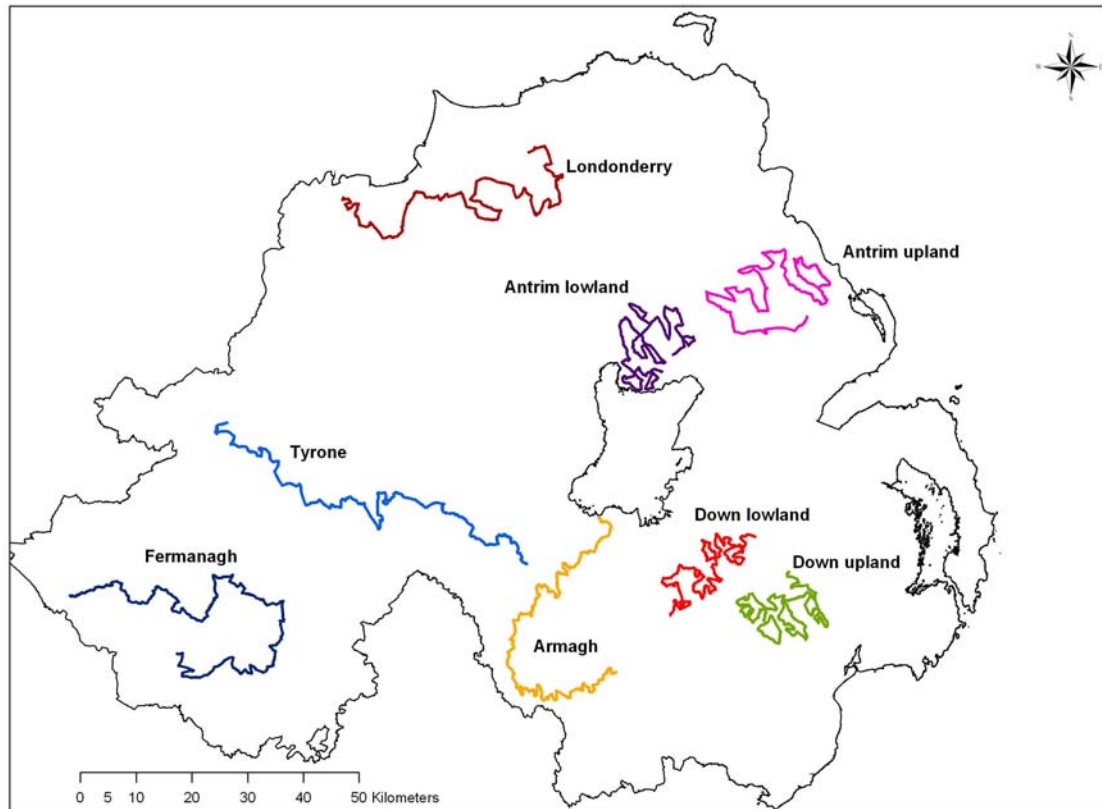 N
W
E
S
Londonderry
Antrim upland
Antrim lowland
Tyrone
Down lowland
Fermanagh
Down upland
Armagh
0 5 10 20 30 40 50 Kilometers